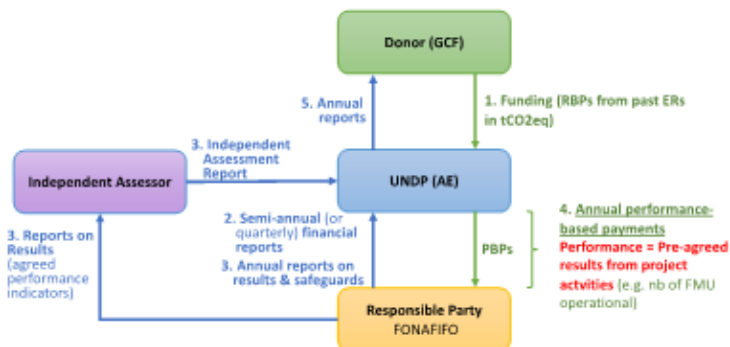 Donor (GCF)
5. Annual
reports
1. Funding (RBPs from past ERs
in tCO2eq)
3. Independent
Assessment
Report
Independent Assessor
UNDP (AE)
2. Semi-annual (or
quarterly) financial
reports
3. Annual reports on
results & safeguards
PBPs
4. Annual performance-
based payments
Performance = Pre-agreed
results from project
actvities (e.g. nb of FMU
operational)
3. Reports on
Results
(agreed
performance
indicators)
Responsible Party
FONAFIFO